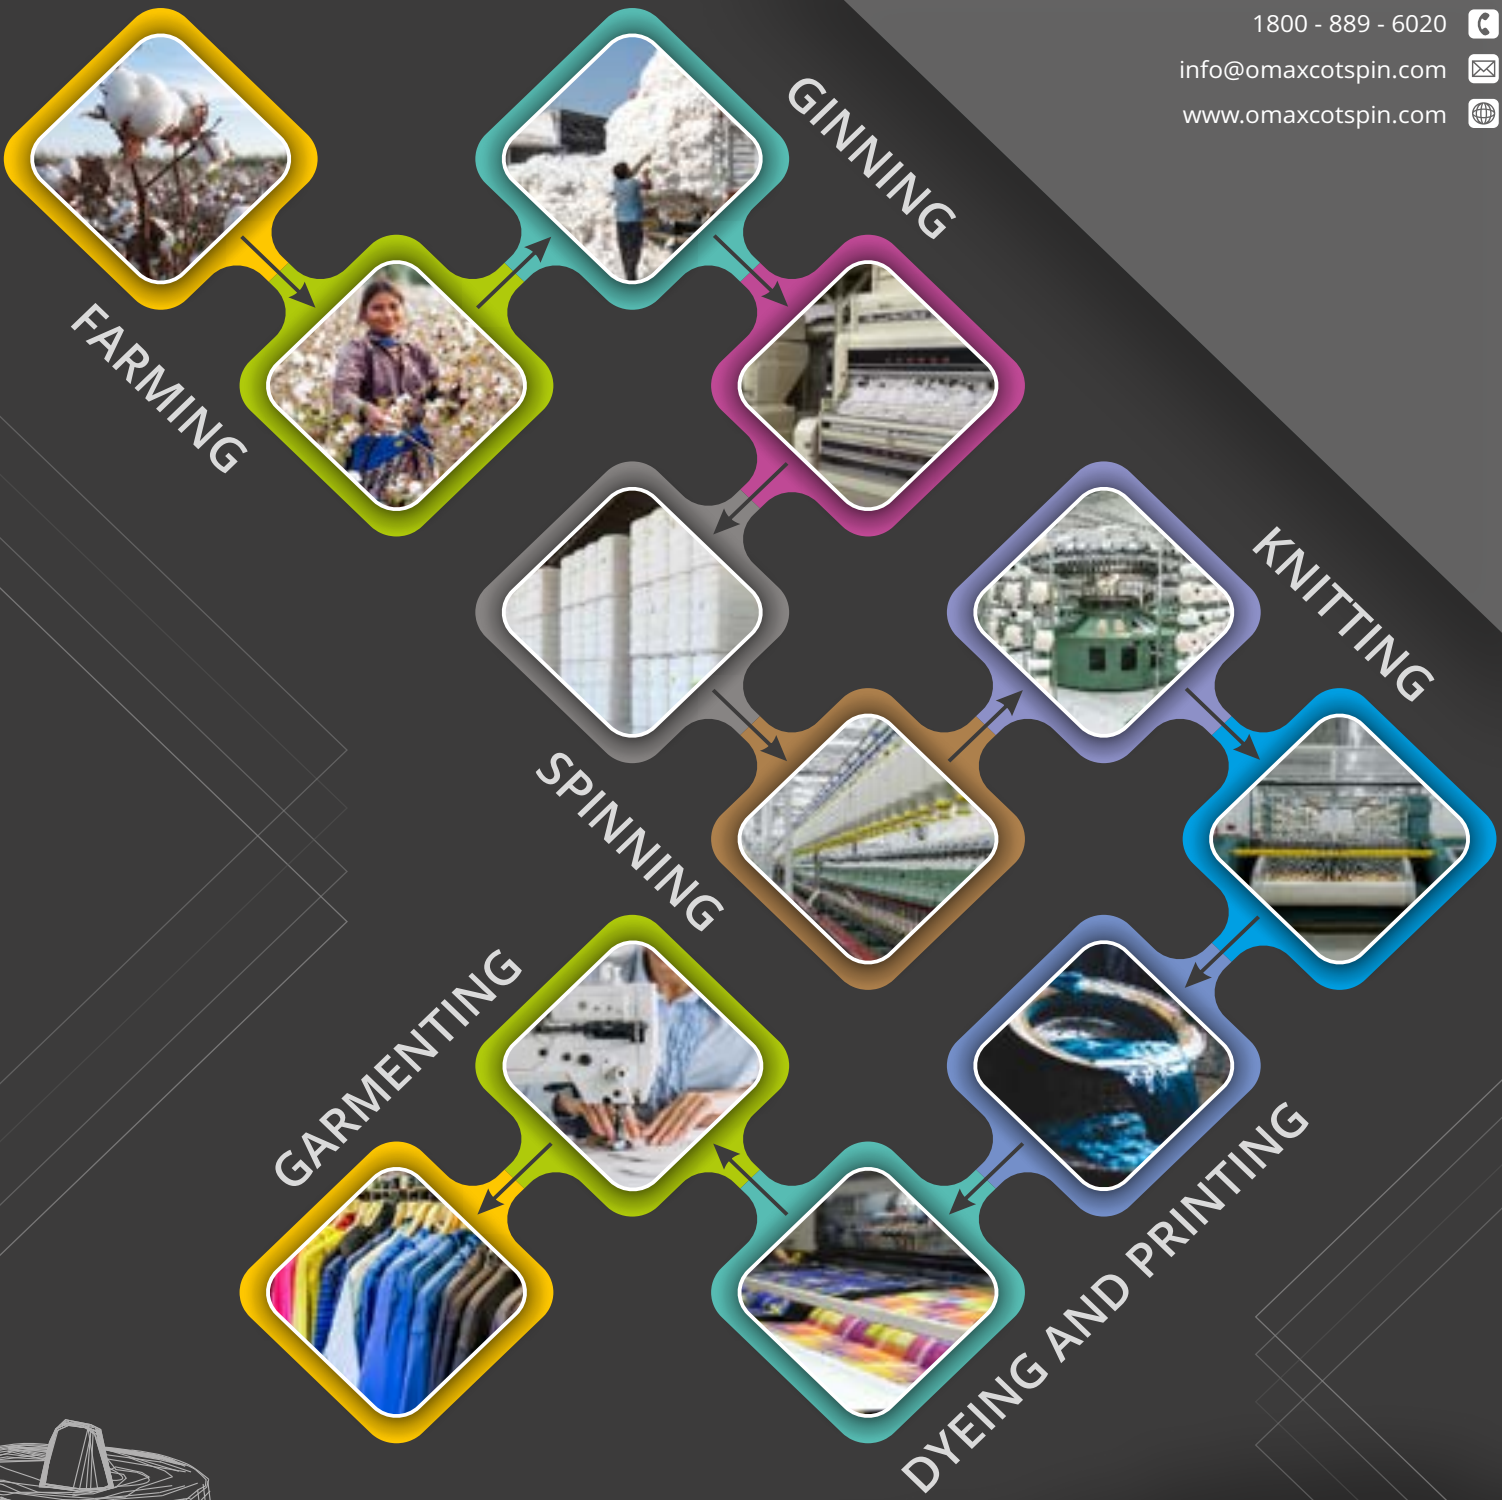 1800 - 889 - 6020
info@omaxcotspin.com
www.omaxcotspin.com
GINNING
FARMING
KNITTING
SPINNING
GARMENTING
DYEING AND PRINTING